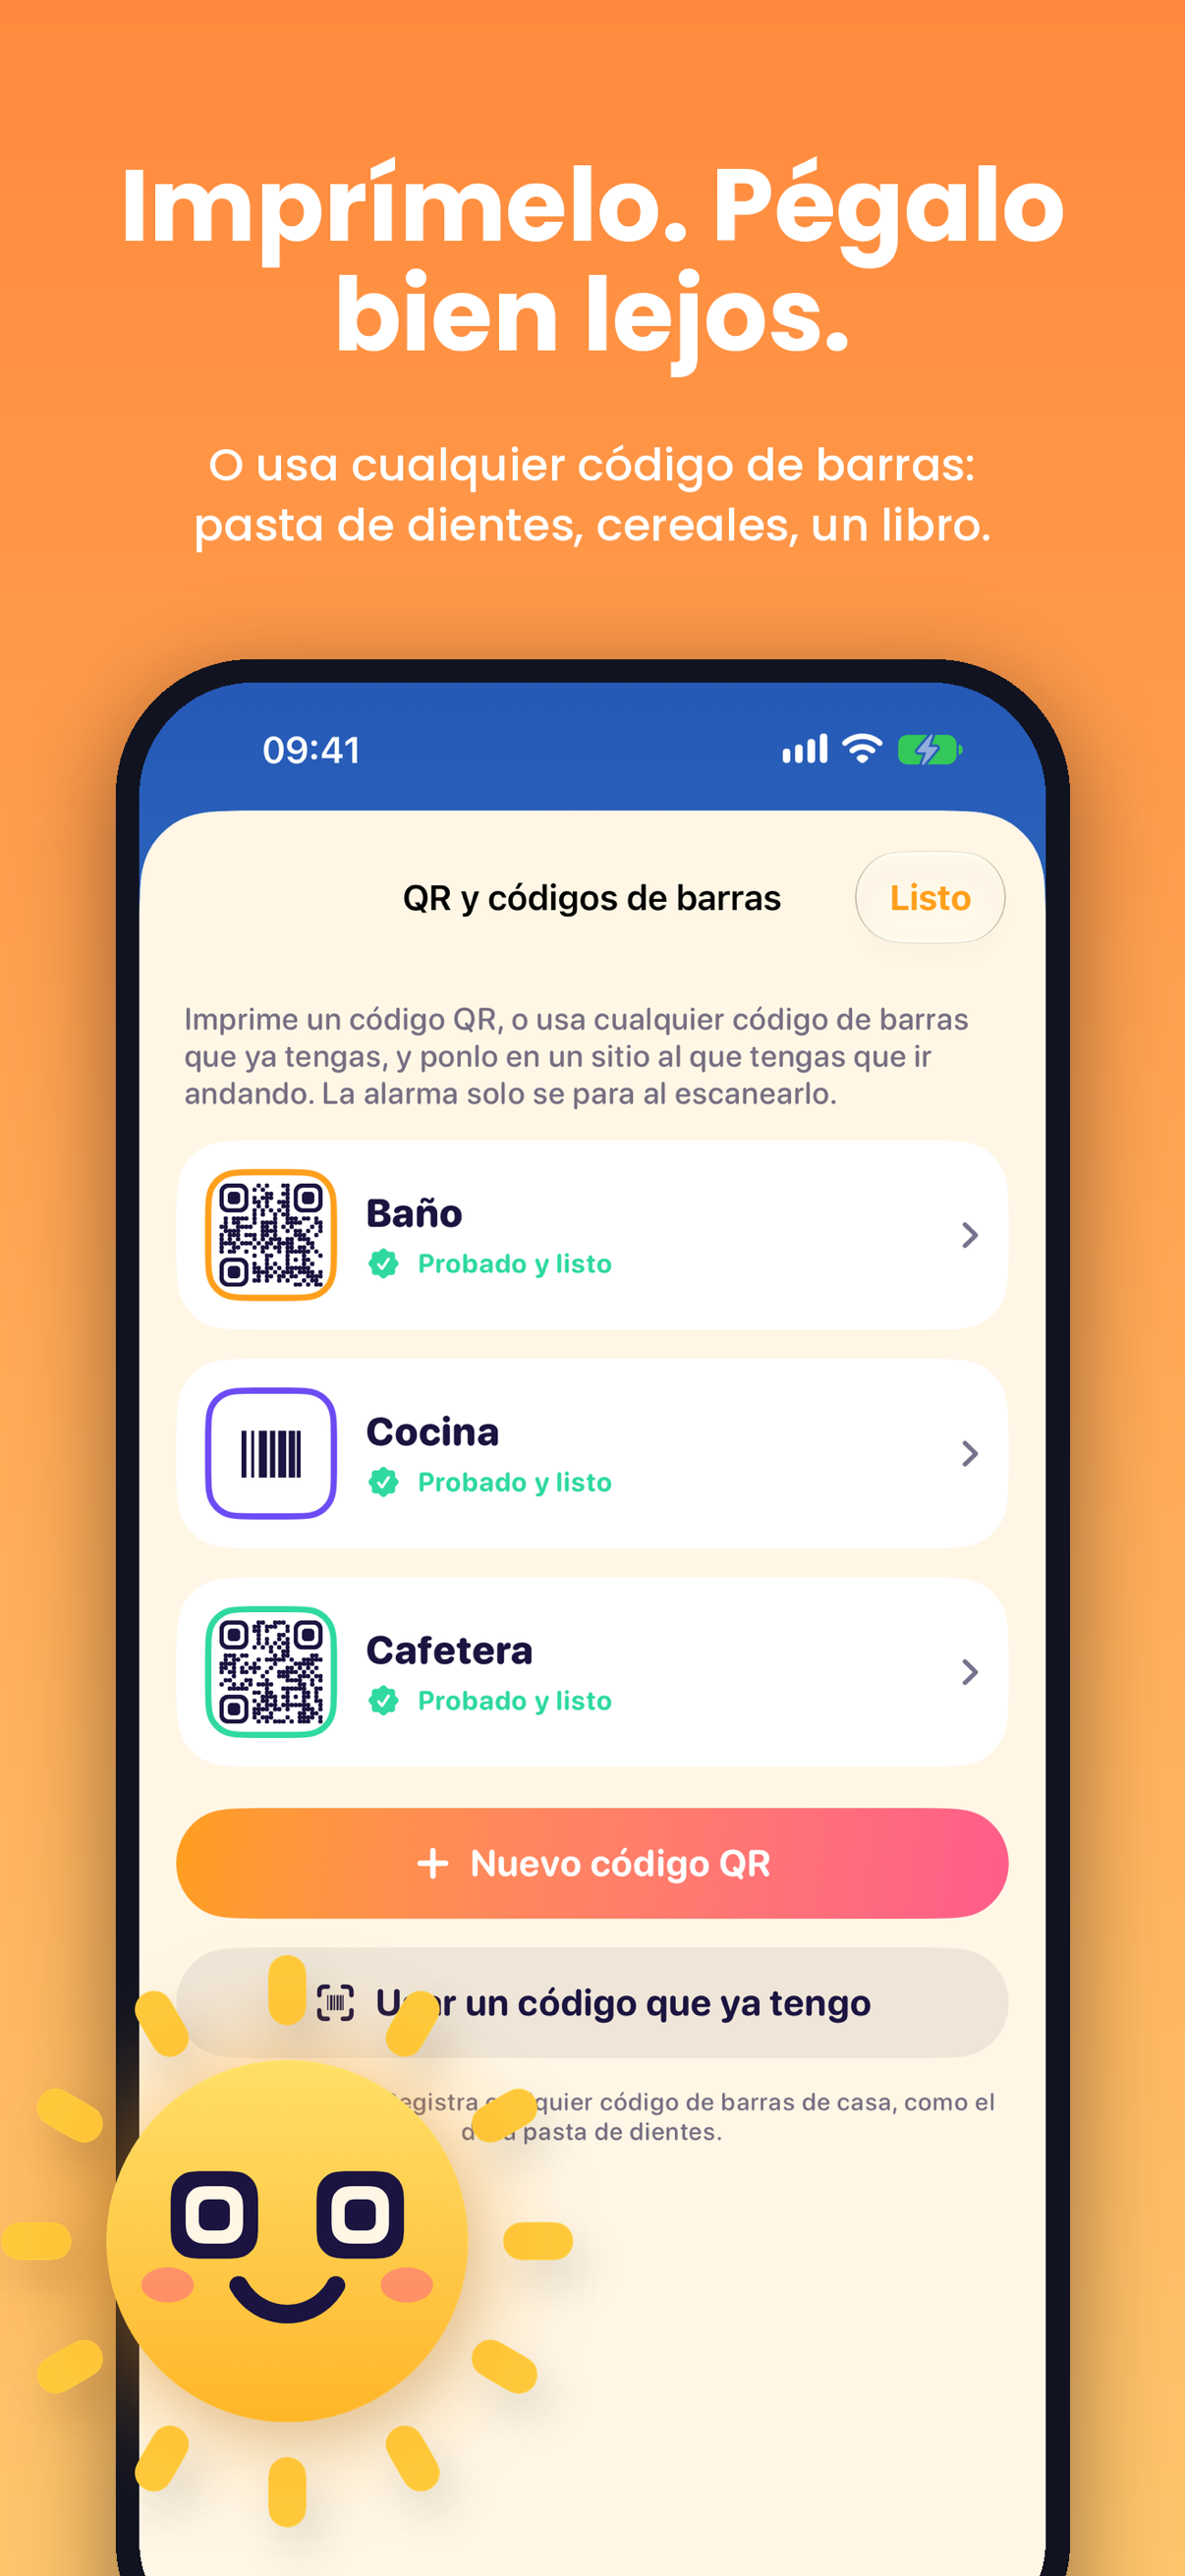 Imprímelo. Pégalo
bien lejos.
O usa cualquier código de barras:
pasta de dientes, cereales, un libro.
09:41
QR y códigos de barras
Listo
Imprime un código QR, o usa cualquier código de barras
que ya tengas, y ponlo en un sitio al que tengas que ir
andando. La alarma solo se para al escanearlo.
Baño
Probado y listo
Cocina
Probado y listo
Cafetera
Probado y listo
+ Nuevo código QR
un código que ya tengo
código de barras de casa, como el
pasta de dientes.